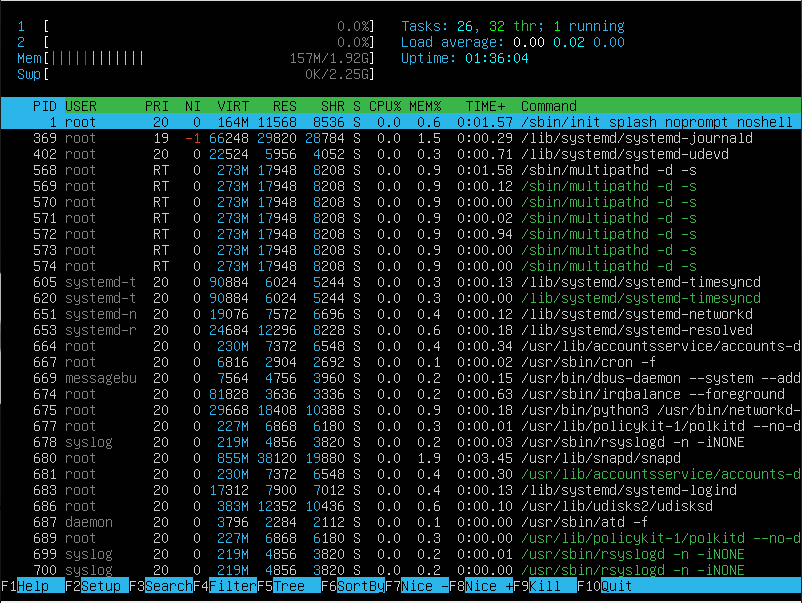 1 [ 0.0%] Tasks: 26, 32 thr; 1 running
2 [ 0.0%] Load average: 0.00 0.02 0.00
Mem[|||||||||||| 157M/1.92G] Uptime: 01:36:04
Swp[ 0K/2.25G]
PID USER PRI NI VIRT RES SHR S CPU% MEM% TIME+ Command
1 root 20 0 164M 11568 8536 S 0.0 0.6 0:01.57 /sbin/init splash noprompt noshell
369 root 19 -1 66248 29820 28784 S 0.0 1.5 0:00.29 /lib/systemd/systemd-journald
402 root 20 0 22524 5956 4052 S 0.0 0.3 0:00.71 /lib/systemd/systemd-udevd
568 root RT 0 273M 17948 8208 S 0.0 0.9 0:01.58 /sbin/multipathd -d -s
569 root RT 0 273M 17948 8208 S 0.0 0.9 0:00.12 /sbin/multipathd -d -s
570 root RT 0 273M 17948 8208 S 0.0 0.9 0:00.00 /sbin/multipathd -d -s
571 root RT 0 273M 17948 8208 S 0.0 0.9 0:00.02 /sbin/multipathd -d -s
572 root RT 0 273M 17948 8208 S 0.0 0.9 0:00.94 /sbin/multipathd -d -s
573 root RT 0 273M 17948 8208 S 0.0 0.9 0:00.00 /sbin/multipathd -d -s
574 root RT 0 273M 17948 8208 S 0.0 0.9 0:00.00 /sbin/multipathd -d -s
605 systemd-t 20 0 90884 6024 5244 S 0.0 0.3 0:00.13 /lib/systemd/systemd-timesyncd
620 systemd-t 20 0 90884 6024 5244 S 0.0 0.3 0:00.00 /lib/systemd/systemd-timesyncd
651 systemd-n 20 0 19076 7572 6696 S 0.0 0.4 0:00.12 /lib/systemd/systemd-networkd
653 systemd-r 20 0 24684 12296 8228 S 0.0 0.6 0:00.18 /lib/systemd/systemd-resolved
664 root 20 0 230M 7372 6548 S 0.0 0.4 0:00.34 /usr/lib/accountsservice/accounts-d
667 root 20 0 6816 2904 2692 S 0.0 0.1 0:00.02 /usr/sbin/cron -f
669 messagebu 20 0 7564 4756 3960 S 0.0 0.2 0:00.15 /usr/bin/dbus-daemon --system --add
674 root 20 0 81828 3636 3336 S 0.0 0.2 0:00.63 /usr/sbin/irqbalance --foreground
675 root 20 0 29668 18408 10388 S 0.0 0.9 0:00.18 /usr/bin/python3 /usr/bin/networkd-
677 root 20 0 227M 6868 6180 S 0.0 0.3 0:00.01 /usr/lib/policykit-1/polkitd --no-d
678 syslog 20 0 219M 4856 3820 S 0.0 0.2 0:00.03 /usr/sbin/rsyslogd -n -iNONE
680 root 20 0 855M 38120 19880 S 0.0 1.9 0:03.45 /usr/lib/snapd/snapd
681 root 20 0 230M 7372 6548 S 0.0 0.4 0:00.30 /usr/lib/accountsservice/accounts-d
683 root 20 0 17312 7900 7012 S 0.0 0.4 0:00.13 /lib/systemd/systemd-logind
686 root 20 0 383M 12352 10436 S 0.0 0.6 0:00.10 /usr/lib/udisks2/udisksd
687 daemon 20 0 3796 2284 2112 S 0.0 0.1 0:00.00 /usr/sbin/atd -f
689 root 20 0 227M 6868 6180 S 0.0 0.3 0:00.00 /usr/lib/policykit-1/polkitd --no-d
699 syslog 20 0 219M 4856 3820 S 0.0 0.2 0:00.01 /usr/sbin/rsyslogd -n -iNONE
700 syslog 20 0 219M 4856 3820 S 0.0 0.2 0:00.00 /usr/sbin/rsyslogd -n -iNONE
F1Help F2Setup F3SearchF4FilterF5Tree F6SortByF7Nice -F8Nice +F9Kill F10Quit